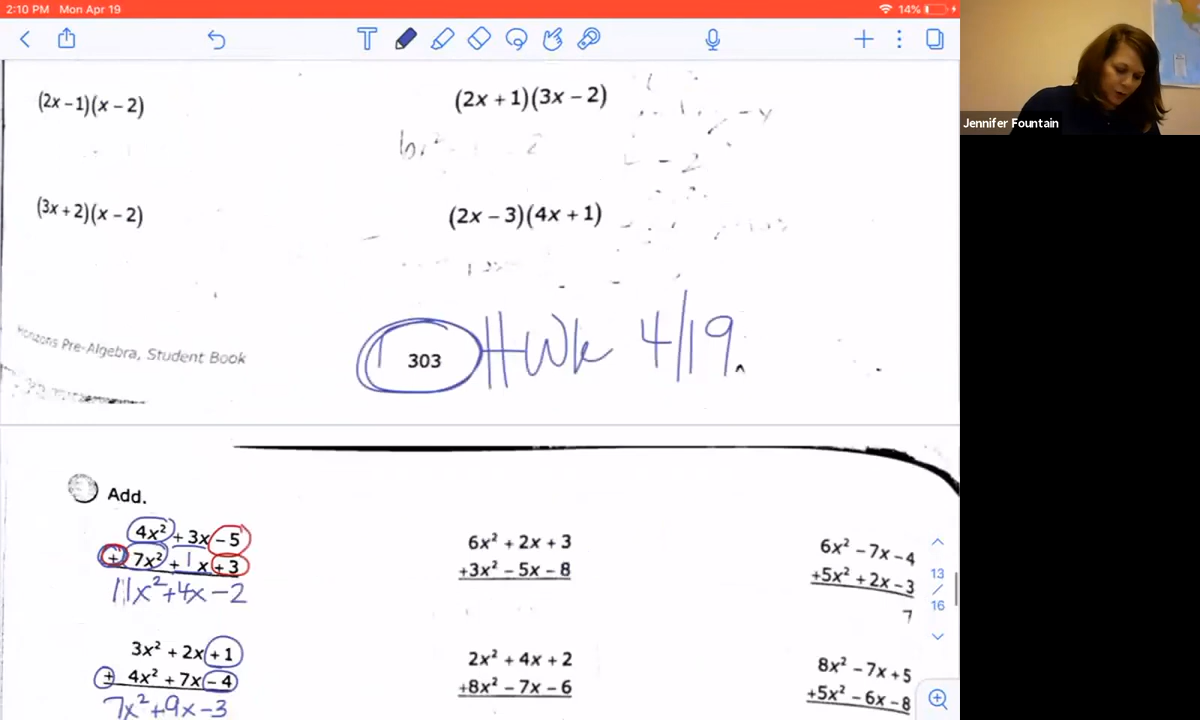 2:10 PM Mon Apr 19
14%
Jennifer Fountain
(2x – 1)(x – 2)
(2x + 1)(3x – 2)
(3x + 2)(x – 2)
(2x – 3)(4x + 1)
Horizons Pre-Algebra, Student Book
303
HWk 4/19
Add.
4x² + 3x – 5
+ 7x² + 1x + 3
11x² + 4x – 2
6x² + 2x + 3
+3x² – 5x – 8
6x² – 7x – 4
+5x² + 2x – 3
7
13
/
16
3x² + 2x + 1
+ 4x² + 7x – 4
7x² + 9x – 3
2x² + 4x + 2
+8x² – 7x – 6
8x² – 7x + 5
+5x² – 6x – 8